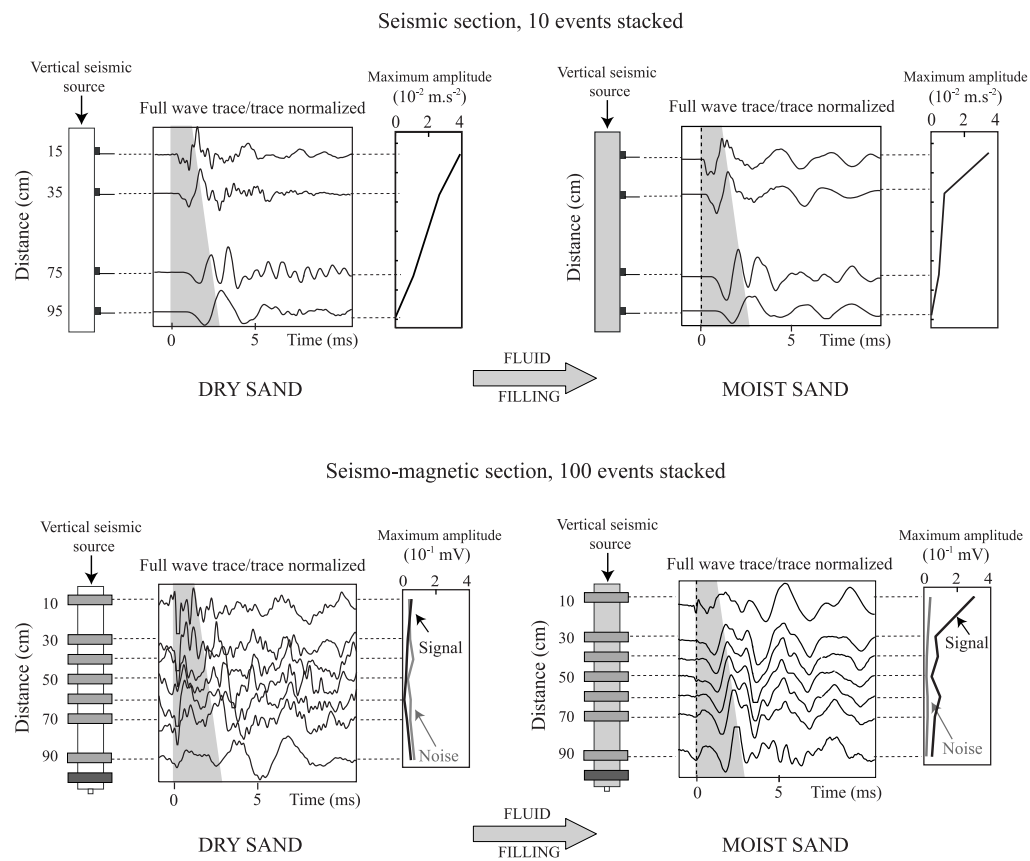 Seismic section, 10 events stacked
Vertical seismic
source
Full wave trace/trace normalized
Maximum amplitude
(10⁻² m.s⁻²)
0 2 4
Distance (cm)
15
35
75
95
0 5
Time (ms)
DRY SAND
FLUID
FILLING
Vertical seismic
source
Full wave trace/trace normalized
Maximum amplitude
(10⁻² m.s⁻²)
0 2 4
Distance (cm)
15
35
75
95
0 5
Time (ms)
MOIST SAND
Seismo-magnetic section, 100 events stacked
Vertical seismic
source
Full wave trace/trace normalized
Maximum amplitude
(10⁻¹ mV)
0 2 4
Distance (cm)
10
30
50
70
90
Signal
Noise
0 5
Time (ms)
DRY SAND
FLUID
FILLING
Vertical seismic
source
Full wave trace/trace normalized
Maximum amplitude
(10⁻¹ mV)
0 2 4
Distance (cm)
10
30
50
70
90
Signal
Noise
0 5
Time (ms)
MOIST SAND